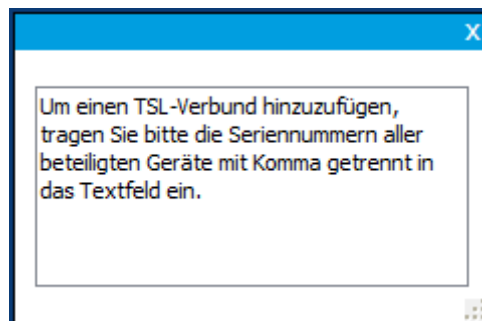 X
Um einen TSL-Verbund hinzuzufügen,
tragen Sie bitte die Seriennummern aller
beteiligten Geräte mit Komma getrennt in
das Textfeld ein.